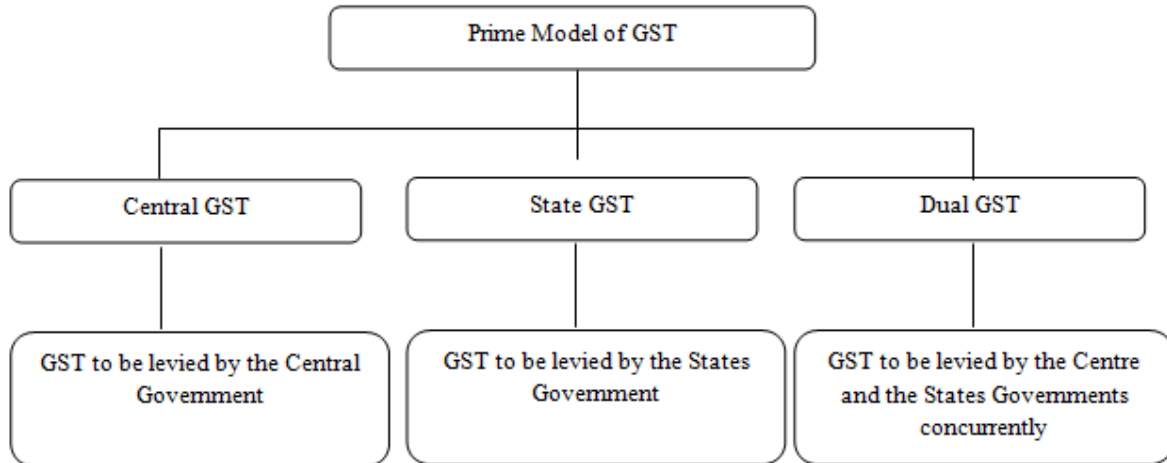 Prime Model of GST
Central GST
State GST
Dual GST
GST to be levied by the Central
Government
GST to be levied by the States
Government
GST to be levied by the Centre
and the States Governments
concurrently